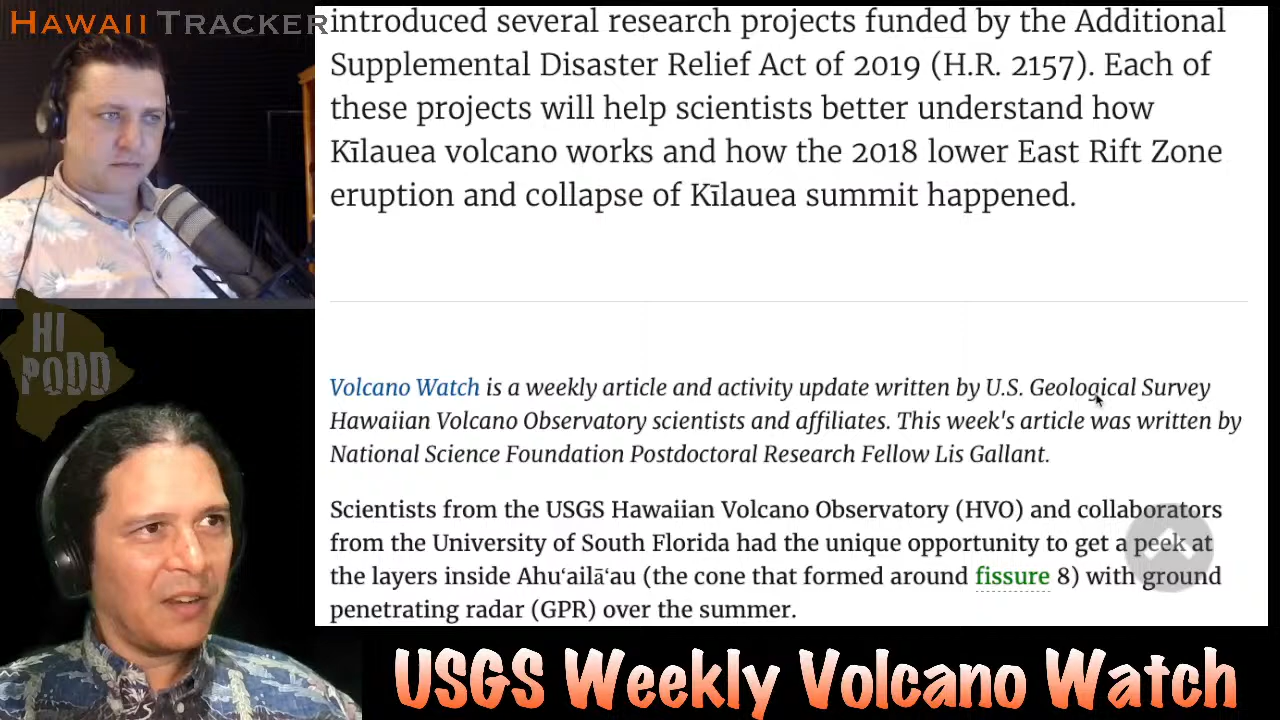 HAWAII TRACKER
introduced several research projects funded by the Additional
Supplemental Disaster Relief Act of 2019 (H.R. 2157). Each of
these projects will help scientists better understand how
Kīlauea volcano works and how the 2018 lower East Rift Zone
eruption and collapse of Kīlauea summit happened.
HI
PODD
Volcano Watch is a weekly article and activity update written by U.S. Geological Survey
Hawaiian Volcano Observatory scientists and affiliates. This week's article was written by
National Science Foundation Postdoctoral Research Fellow Lis Gallant.
Scientists from the USGS Hawaiian Volcano Observatory (HVO) and collaborators
from the University of South Florida had the unique opportunity to get a peek at
the layers inside Ahuʻailāʻau (the cone that formed around fissure 8) with ground
penetrating radar (GPR) over the summer.
USGS Weekly Volcano Watch